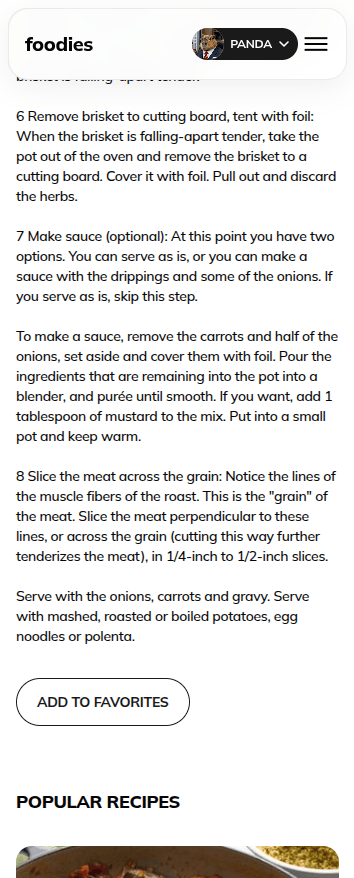 foodies
PANDA
brisket is falling-apart tender.
6 Remove brisket to cutting board, tent with foil:
When the brisket is falling-apart tender, take the
pot out of the oven and remove the brisket to a
cutting board. Cover it with foil. Pull out and discard
the herbs.
7 Make sauce (optional): At this point you have two
options. You can serve as is, or you can make a
sauce with the drippings and some of the onions. If
you serve as is, skip this step.
To make a sauce, remove the carrots and half of the
onions, set aside and cover them with foil. Pour the
ingredients that are remaining into the pot into a
blender, and purée until smooth. If you want, add 1
tablespoon of mustard to the mix. Put into a small
pot and keep warm.
8 Slice the meat across the grain: Notice the lines of
the muscle fibers of the roast. This is the "grain" of
the meat. Slice the meat perpendicular to these
lines, or across the grain (cutting this way further
tenderizes the meat), in 1/4-inch to 1/2-inch slices.
Serve with the onions, carrots and gravy. Serve
with mashed, roasted or boiled potatoes, egg
noodles or polenta.
ADD TO FAVORITES
POPULAR RECIPES